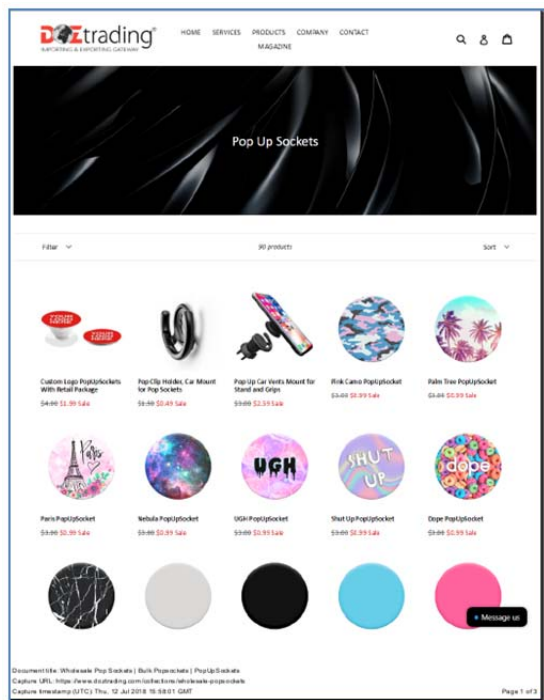 DOZtrading®
IMPORTING & EXPORTING GATEWAY
HOME SERVICES PRODUCTS COMPANY CONTACT
MAGAZINE
Pop Up Sockets
Filter 90 products Sort
YOUR
LOGO
YOUR
LOGO
Custom Logo PopUpSockets
With Retail Package
$4.00 $1.99 Sale
Pop Clip Holder, Car Mount
for Pop Sockets
$1.99 $0.49 Sale
Pop Up Car Vents Mount for
Stand and Grips
$3.00 $2.59 Sale
Pink Camo PopUpSocket
$3.00 $0.99 Sale
Palm Tree PopUpSocket
$3.00 $0.99 Sale
Paris
UGH
SHUT
UP
dope
Paris PopUpSocket
$3.00 $0.99 Sale
Nebula PopUpSocket
$3.00 $0.99 Sale
UGH PopUpSocket
$3.00 $0.99 Sale
Shut Up PopUpSocket
$3.00 $0.99 Sale
Dope PopUpSocket
$3.00 $0.99 Sale
Message us
Document title: Wholesale Pop Sockets | Bulk Popsockets | PopUpSockets
Capture URL: https://www.doztrading.com/collections/wholesale-popsockets
Capture timestamp (UTC): Thu, 12 Jul 2018 15:58:01 GMT
Page 1 of 3